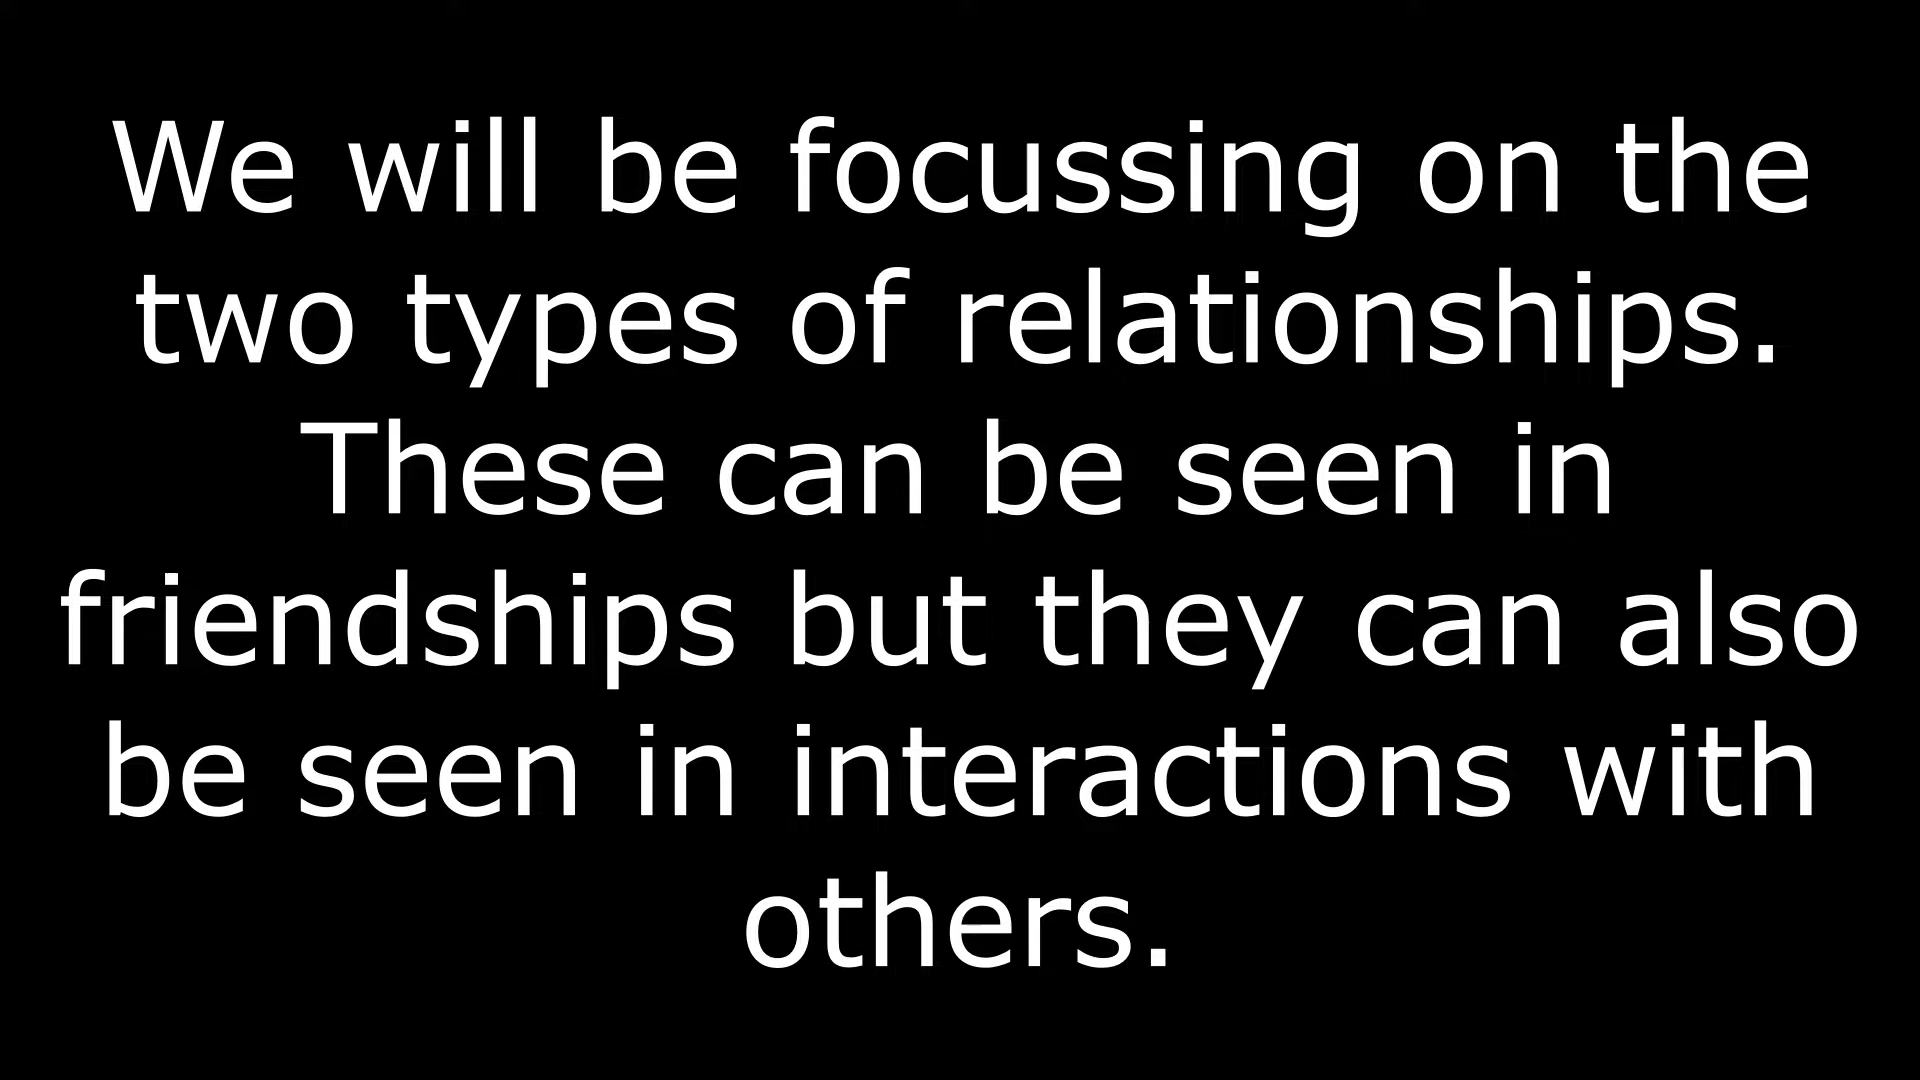 We will be focussing on the
two types of relationships.
These can be seen in
friendships but they can also
be seen in interactions with
others.